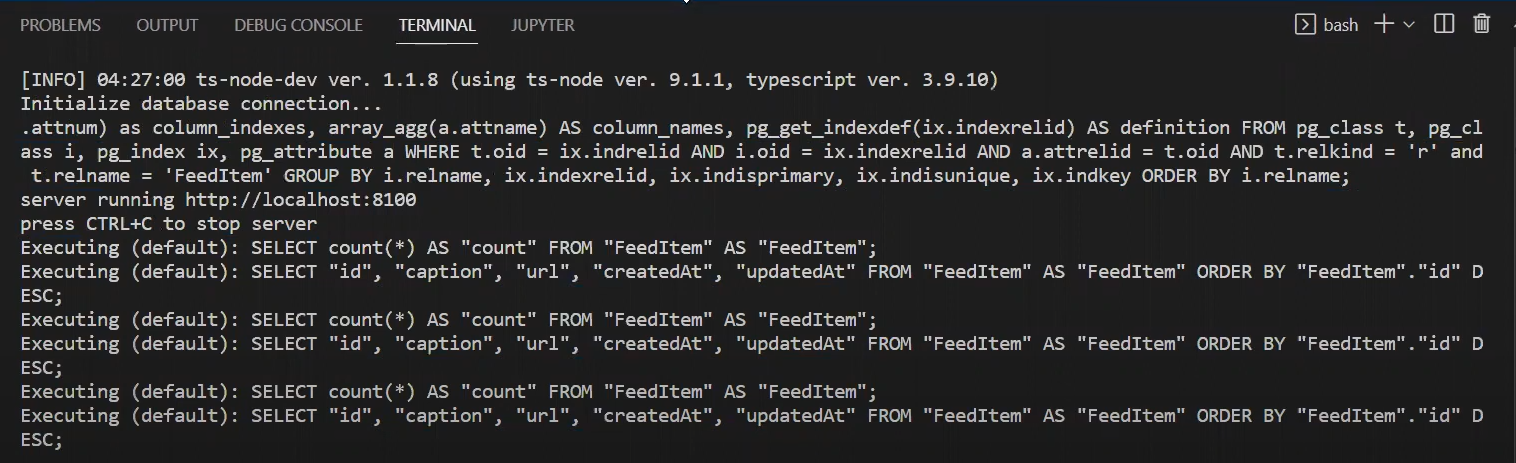 PROBLEMS OUTPUT DEBUG CONSOLE TERMINAL JUPYTER bash
[INFO] 04:27:00 ts-node-dev ver. 1.1.8 (using ts-node ver. 9.1.1, typescript ver. 3.9.10)
Initialize database connection...
.attnum) as column_indexes, array_agg(a.attname) AS column_names, pg_get_indexdef(ix.indexrelid) AS definition FROM pg_class t, pg_cl
ass i, pg_index ix, pg_attribute a WHERE t.oid = ix.indrelid AND i.oid = ix.indexrelid AND a.attrelid = t.oid AND t.relkind = 'r' and
 t.relname = 'FeedItem' GROUP BY i.relname, ix.indexrelid, ix.indisprimary, ix.indisunique, ix.indkey ORDER BY i.relname;
server running http://localhost:8100
press CTRL+C to stop server
Executing (default): SELECT count(*) AS "count" FROM "FeedItem" AS "FeedItem";
Executing (default): SELECT "id", "caption", "url", "createdAt", "updatedAt" FROM "FeedItem" AS "FeedItem" ORDER BY "FeedItem"."id" D
ESC;
Executing (default): SELECT count(*) AS "count" FROM "FeedItem" AS "FeedItem";
Executing (default): SELECT "id", "caption", "url", "createdAt", "updatedAt" FROM "FeedItem" AS "FeedItem" ORDER BY "FeedItem"."id" D
ESC;
Executing (default): SELECT count(*) AS "count" FROM "FeedItem" AS "FeedItem";
Executing (default): SELECT "id", "caption", "url", "createdAt", "updatedAt" FROM "FeedItem" AS "FeedItem" ORDER BY "FeedItem"."id" D
ESC;